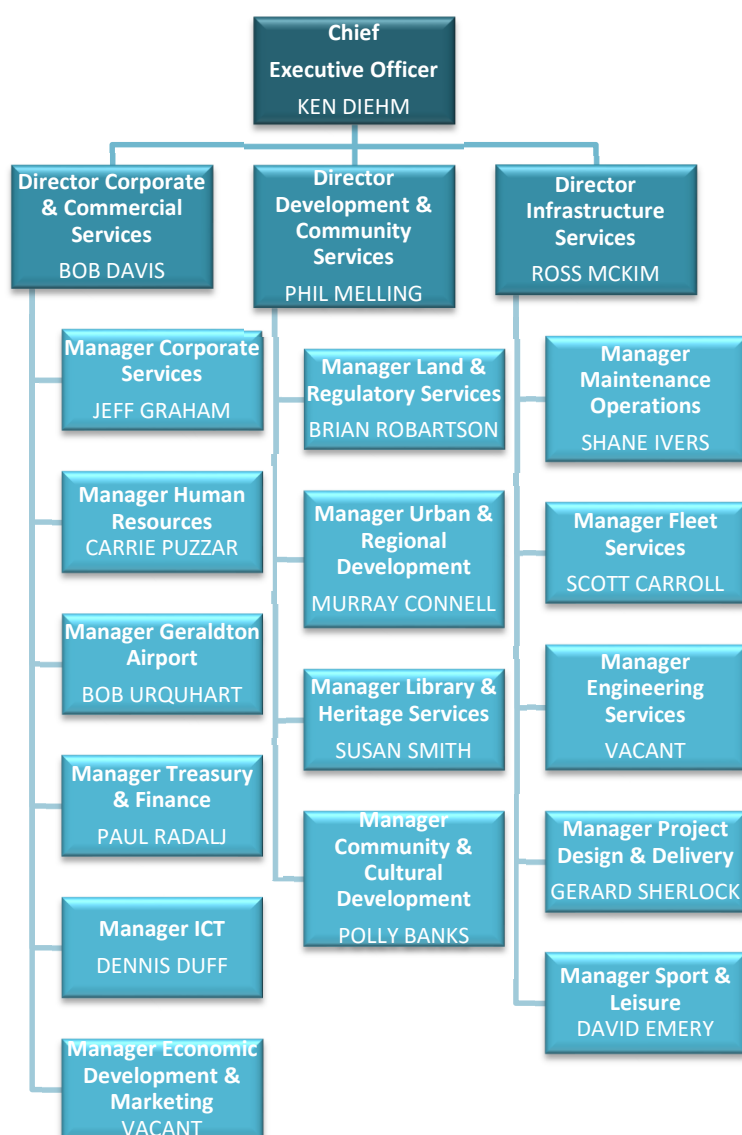 Chief
Executive Officer
KEN DIEHM
Director Corporate
& Commercial
Services
BOB DAVIS
Director
Development &
Community
Services
PHIL MELLING
Director
Infrastructure
Services
ROSS MCKIM
Manager Corporate
Services
JEFF GRAHAM
Manager Human
Resources
CARRIE PUZZAR
Manager Geraldton
Airport
BOB URQUHART
Manager Treasury
& Finance
PAUL RADALJ
Manager ICT
DENNIS DUFF
Manager Economic
Development &
Marketing
VACANT
Manager Land &
Regulatory Services
BRIAN ROBARTSON
Manager Urban &
Regional
Development
MURRAY CONNELL
Manager Library &
Heritage Services
SUSAN SMITH
Manager
Community &
Cultural
Development
POLLY BANKS
Manager
Maintenance
Operations
SHANE IVERS
Manager Fleet
Services
SCOTT CARROLL
Manager
Engineering
Services
VACANT
Manager Project
Design & Delivery
GERARD SHERLOCK
Manager Sport &
Leisure
DAVID EMERY